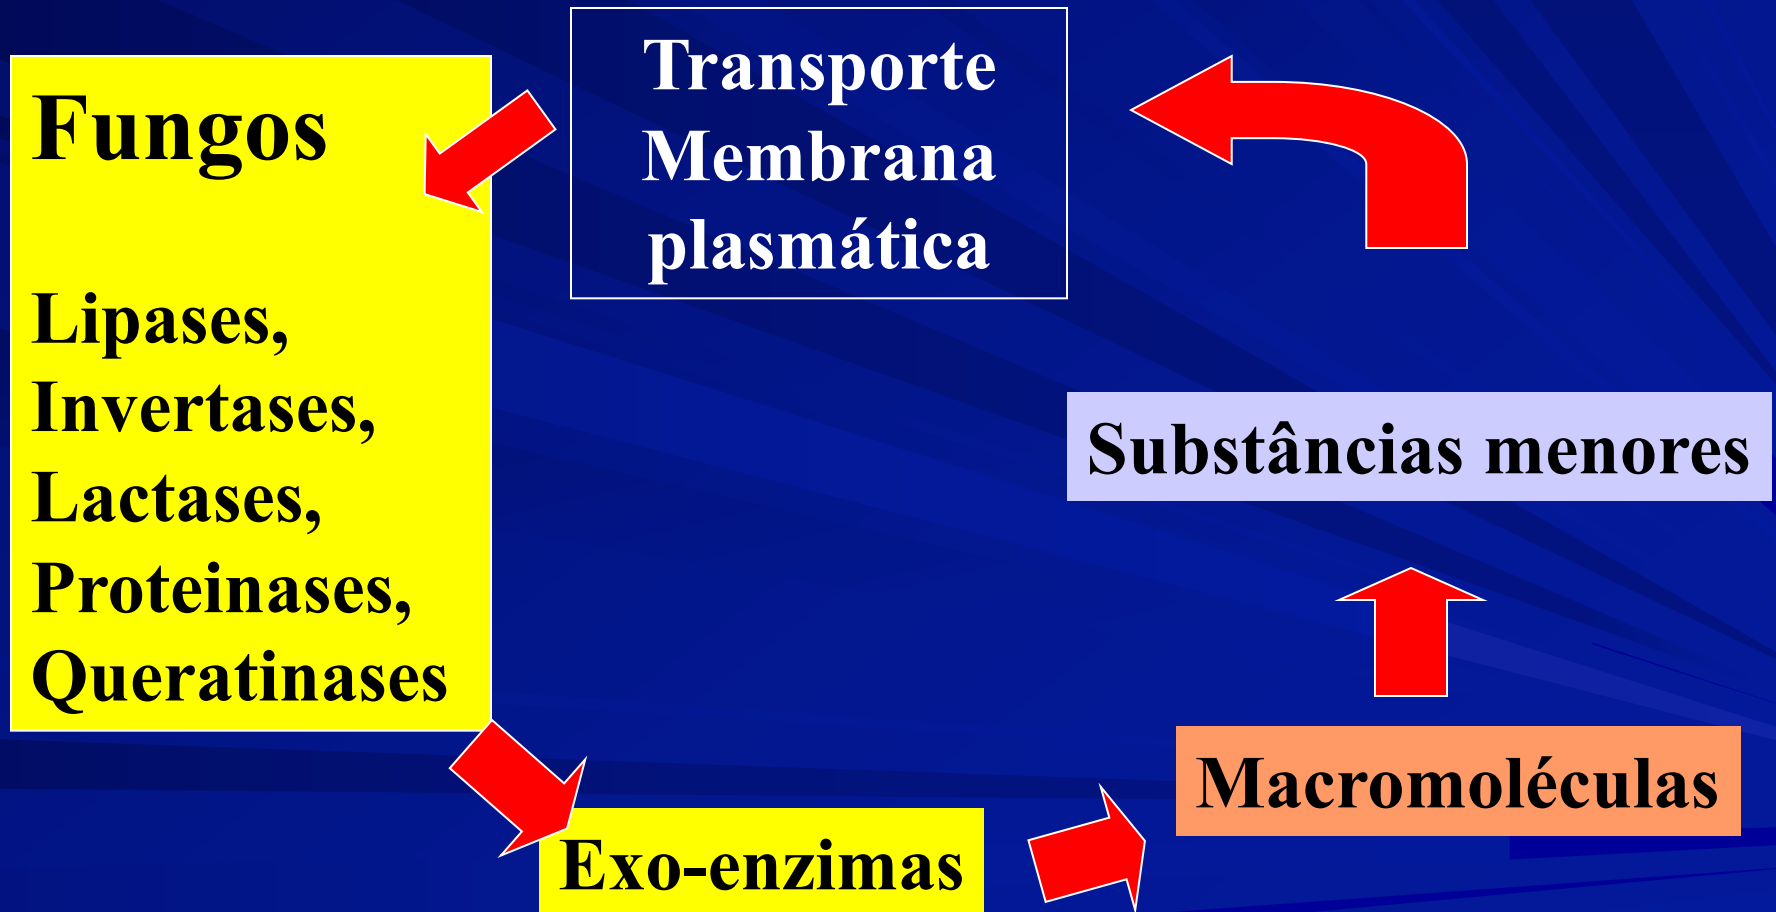 Fungos
Lipases,
Invertases,
Lactases,
Proteinases,
Queratinases
Transporte
Membrana
plasmática
Substâncias menores
Macromoléculas
Exo-enzimas